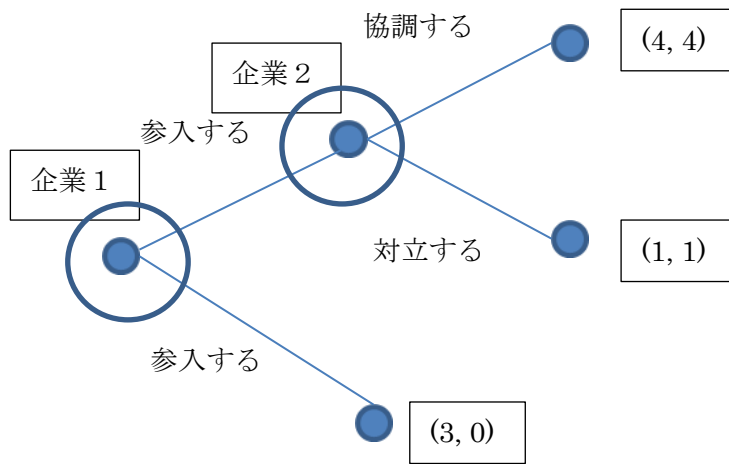 協調する
(4, 4)
企業２
参入する
企業１
対立する
(1, 1)
参入する
(3, 0)